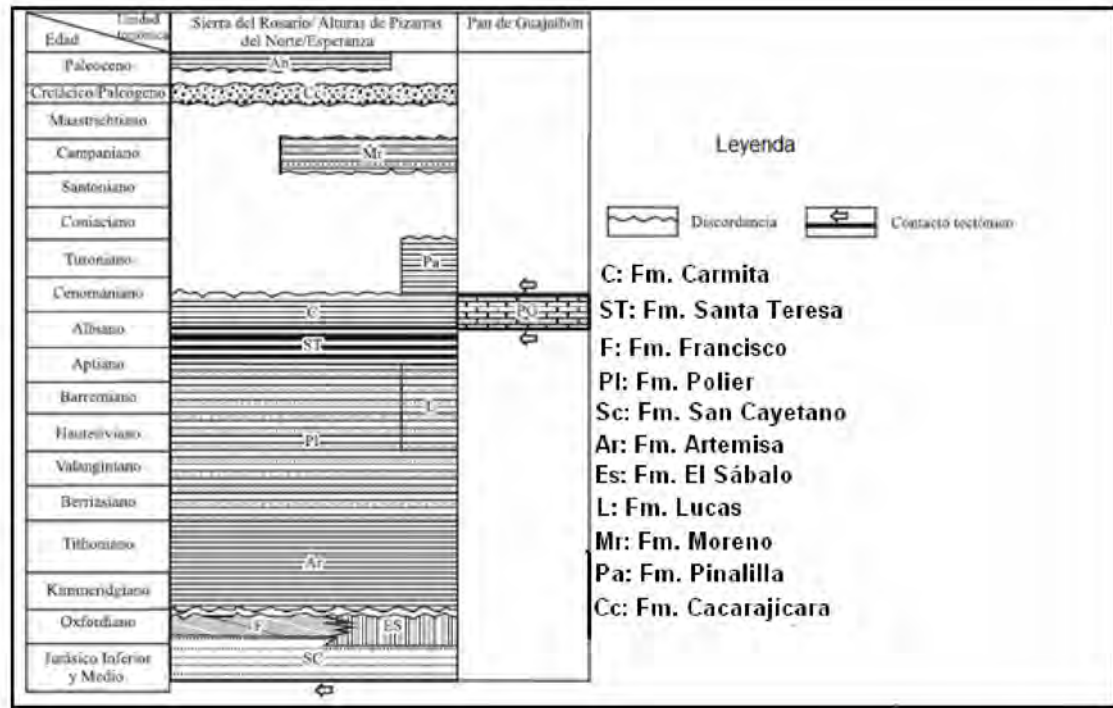 Unidad
tectónica
Edad
Sierra del Rosario/ Alturas de Pizarras
del Norte/Esperanza
Pan de Guajaibón
Paleoceno
Cretácico/Paleógeno
Maastrichtiano
Campaniano
Santoniano
Coniaciano
Turoniano
Cenomaniano
Albiano
Aptiano
Barremiano
Hauteriviano
Valanginiano
Berriasiano
Tithoniano
Kimmeridgiano
Oxfordiano
Jurásico Inferior
y Medio
An
Mr
Pa
C
PG
ST
L
Pl
Ar
F
ES
SC
Leyenda
Discordancia
Contacto tectónico
C: Fm. Carmita
ST: Fm. Santa Teresa
F: Fm. Francisco
Pl: Fm. Polier
Sc: Fm. San Cayetano
Ar: Fm. Artemisa
Es: Fm. El Sábalo
L: Fm. Lucas
Mr: Fm. Moreno
Pa: Fm. Pinalilla
Cc: Fm. Cacarajícara